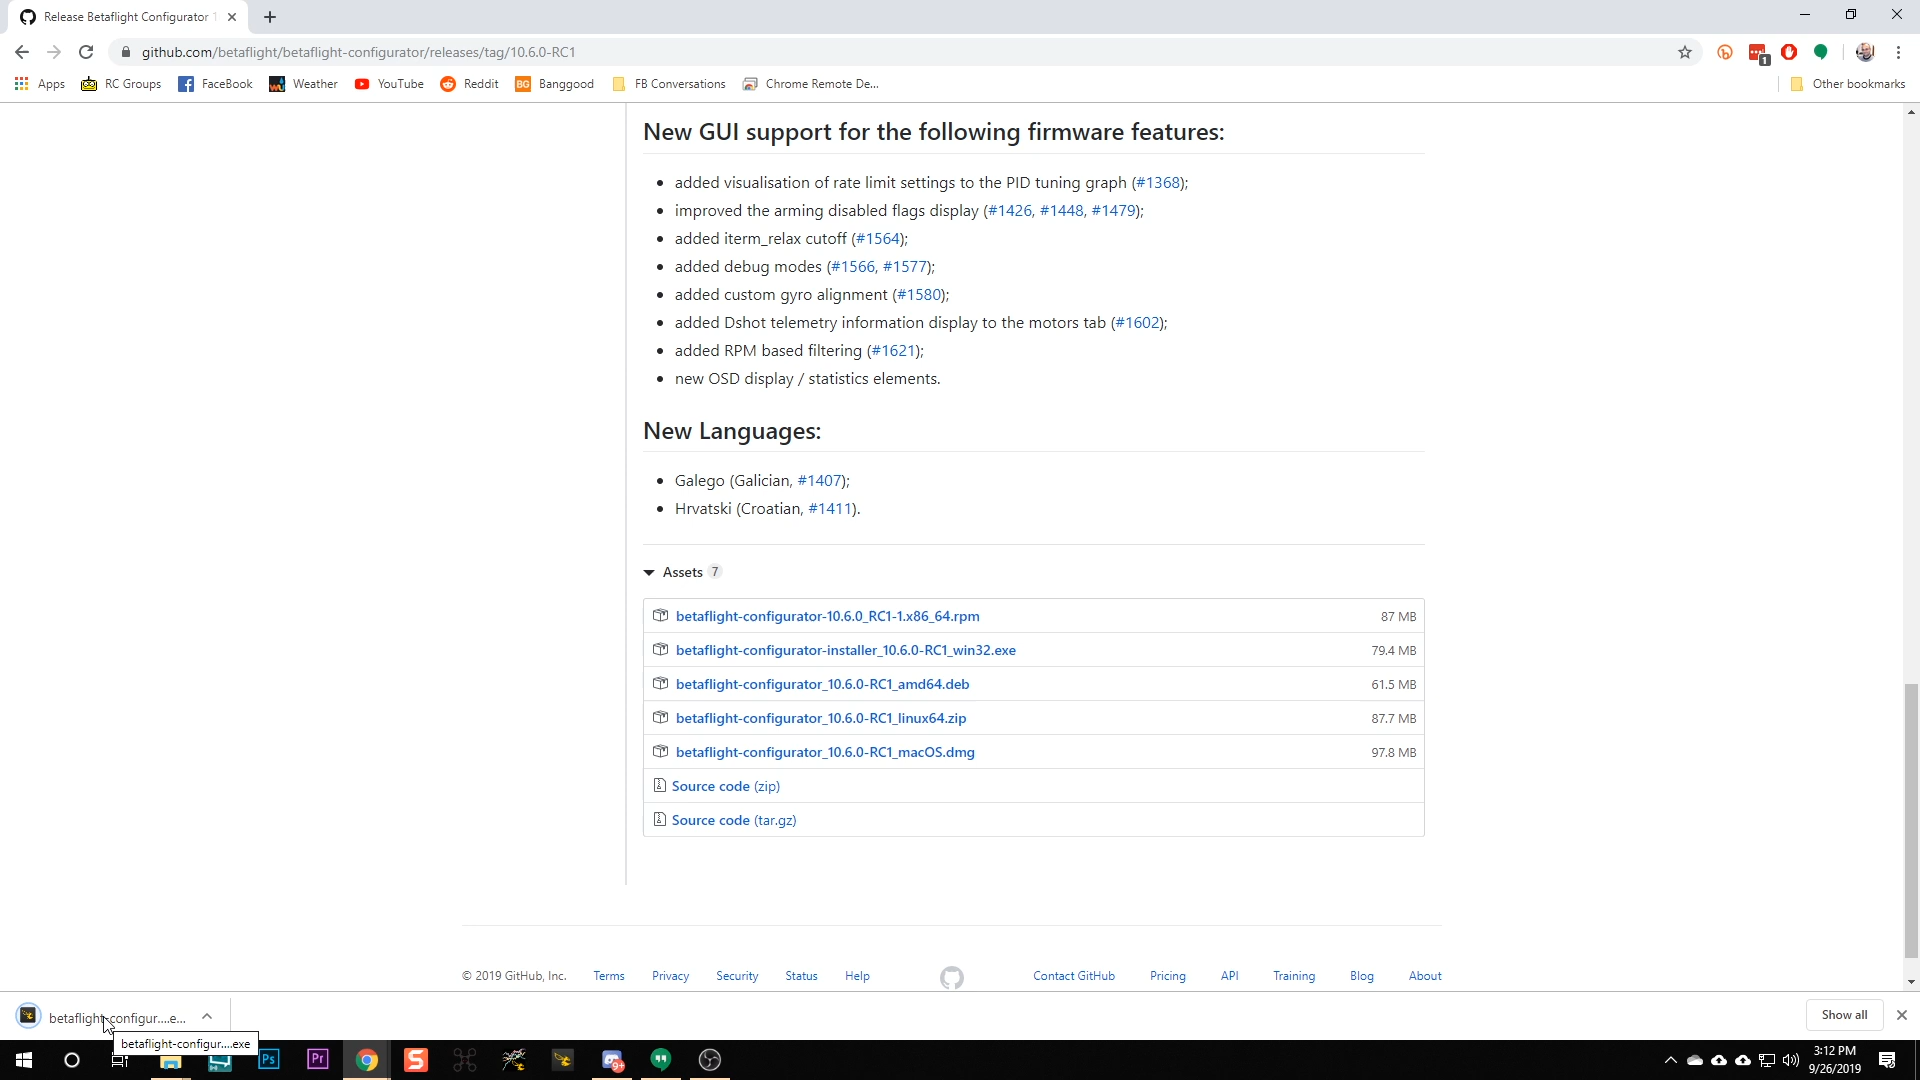 Release Betaflight Configurator 1
github.com/betaflight/betaflight-configurator/releases/tag/10.6.0-RC1
1
Apps RC Groups FaceBook Weather YouTube Reddit BG Banggood FB Conversations Chrome Remote De... Other bookmarks
New GUI support for the following firmware features:
added visualisation of rate limit settings to the PID tuning graph (#1368);
improved the arming disabled flags display (#1426, #1448, #1479);
added iterm_relax cutoff (#1564);
added debug modes (#1566, #1577);
added custom gyro alignment (#1580);
added Dshot telemetry information display to the motors tab (#1602);
added RPM based filtering (#1621);
new OSD display / statistics elements.
New Languages:
Galego (Galician, #1407);
Hrvatski (Croatian, #1411).
Assets 7
betaflight-configurator-10.6.0_RC1-1.x86_64.rpm 87 MB
betaflight-configurator-installer_10.6.0-RC1_win32.exe 79.4 MB
betaflight-configurator_10.6.0-RC1_amd64.deb 61.5 MB
betaflight-configurator_10.6.0-RC1_linux64.zip 87.7 MB
betaflight-configurator_10.6.0-RC1_macOS.dmg 97.8 MB
Source code (zip)
Source code (tar.gz)
© 2019 GitHub, Inc. Terms Privacy Security Status Help Contact GitHub Pricing API Training Blog About
betaflight-configur....e... Show all
betaflight-configur....exe
Ps Pr S 9+
3:12 PM
9/26/2019